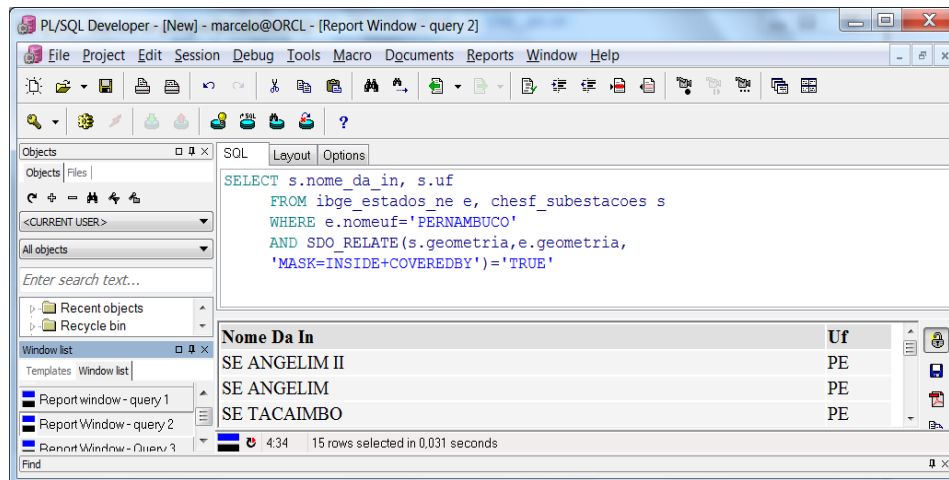 PL/SQL Developer - [New] - marcelo@ORCL - [Report Window - query 2]
File Project Edit Session Debug Tools Macro Documents Reports Window Help
Objects
Objects Files
<CURRENT USER>
All objects
Enter search text...
Recent objects
Recycle bin
Window list
Templates Window list
Report window - query 1
Report Window - query 2
Report Window - Query 3
SQL Layout Options
SELECT s.nome_da_in, s.uf
FROM ibge_estados_ne e, chesf_subestacoes s
WHERE e.nomeuf='PERNAMBUCO'
AND SDO_RELATE(s.geometria,e.geometria,
'MASK=INSIDE+COVEREDBY')='TRUE'
Nome Da In Uf
SE ANGELIM II PE
SE ANGELIM PE
SE TACAIMBO PE
4:34 15 rows selected in 0,031 seconds
Find